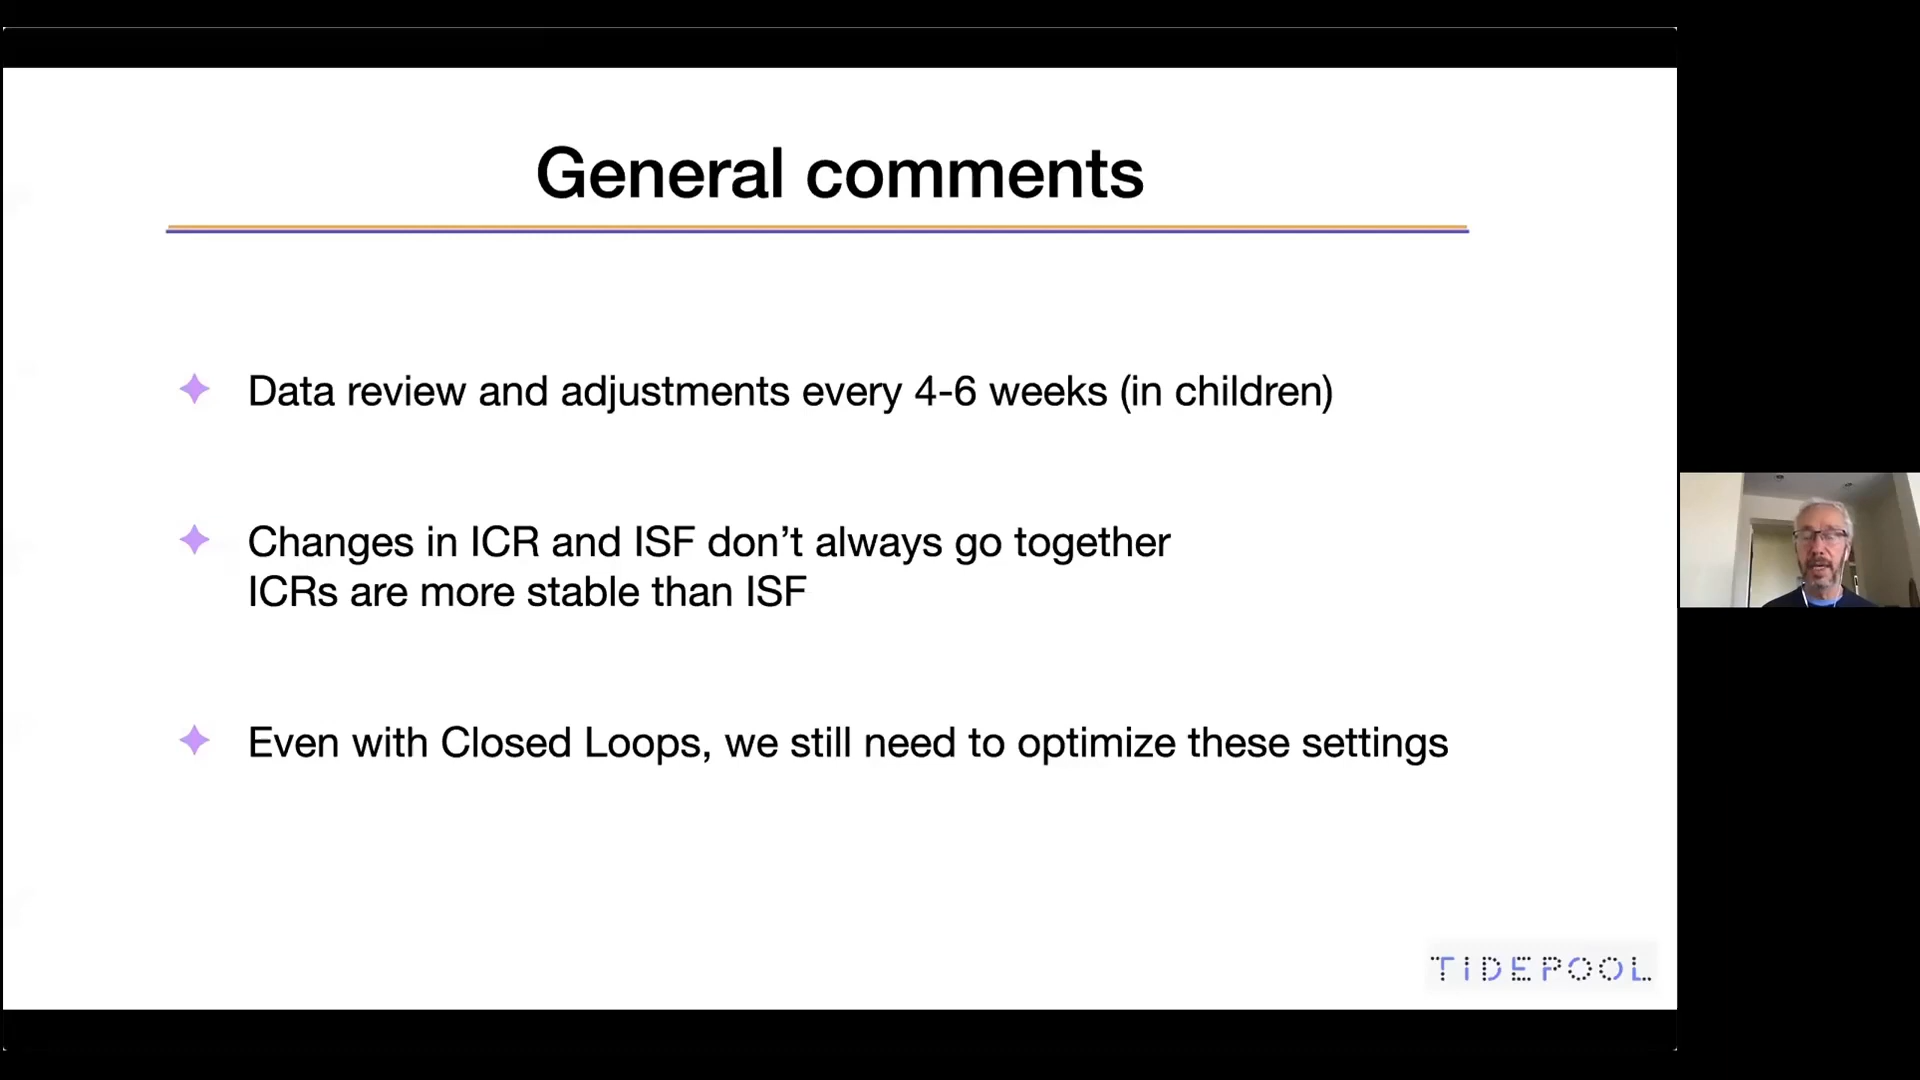 General comments
Data review and adjustments every 4-6 weeks (in children)
Changes in ICR and ISF don’t always go together
ICRs are more stable than ISF
Even with Closed Loops, we still need to optimize these settings
TIDEPOOL